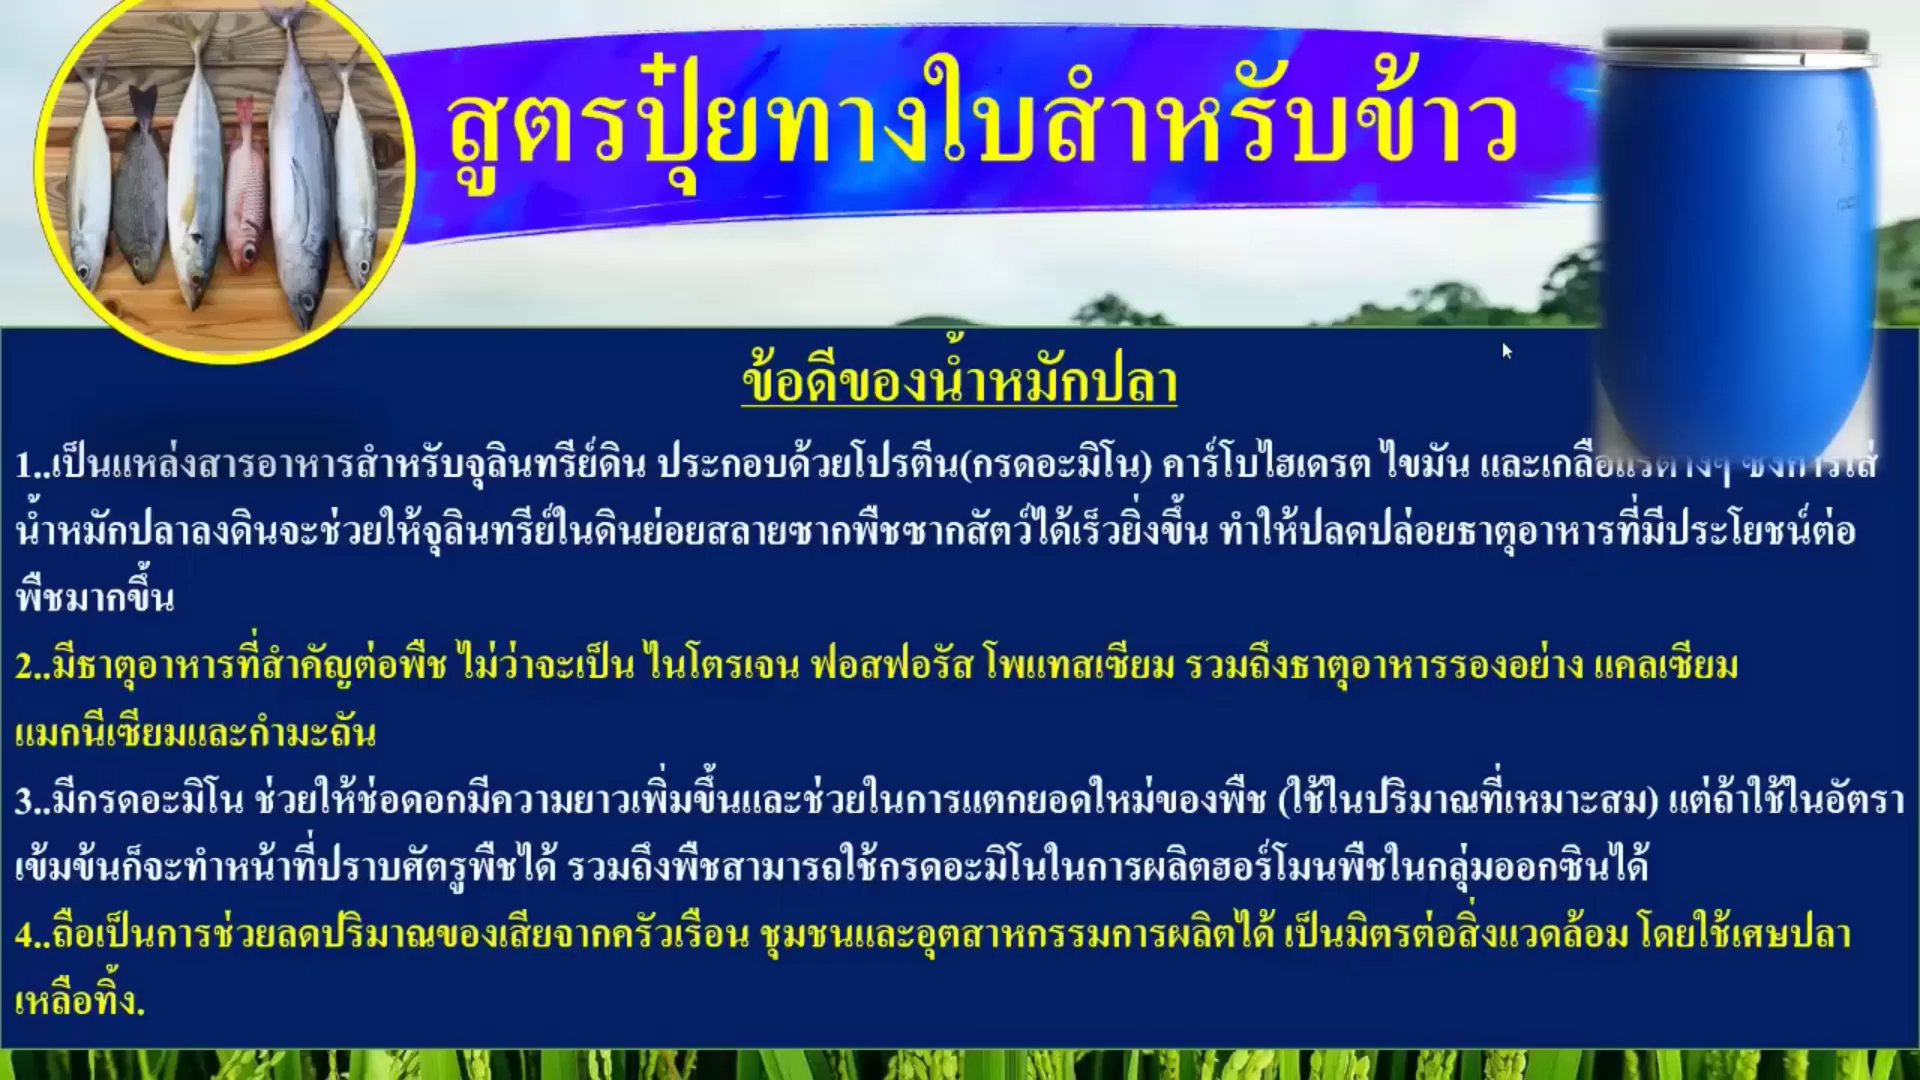 สูตรปุ๋ยทางใบสำหรับข้าว
ข้อดีของน้ำหมักปลา
1..เป็นแหล่งสารอาหารสำหรับจุลินทรีย์ดิน ประกอบด้วยโปรตีน(กรดอะมิโน) คาร์โบไฮเดรต ไขมัน และเกลือแร่ต่างๆ ซึ่งการใส่
น้ำหมักปลาลงดินจะช่วยให้จุลินทรีย์ในดินย่อยสลายซากพืชซากสัตว์ได้เร็วยิ่งขึ้น ทำให้ปลดปล่อยธาตุอาหารที่มีประโยชน์ต่อ
พืชมากขึ้น
2..มีธาตุอาหารที่สำคัญต่อพืช ไม่ว่าจะเป็น ไนโตรเจน ฟอสฟอรัส โพแทสเซียม รวมถึงธาตุอาหารรองอย่าง แคลเซียม
แมกนีเซียมและกำมะถัน
3..มีกรดอะมิโน ช่วยให้ช่อดอกมีความยาวเพิ่มขึ้นและช่วยในการแตกยอดใหม่ของพืช (ใช้ในปริมาณที่เหมาะสม) แต่ถ้าใช้ในอัตรา
เข้มข้นก็จะทำหน้าที่ปราบศัตรูพืชได้ รวมถึงพืชสามารถใช้กรดอะมิโนในการผลิตฮอร์โมนพืชในกลุ่มออกซินได้
4..ถือเป็นการช่วยลดปริมาณของเสียจากครัวเรือน ชุมชนและอุตสาหกรรมการผลิตได้ เป็นมิตรต่อสิ่งแวดล้อม โดยใช้เศษปลา
เหลือทิ้ง.